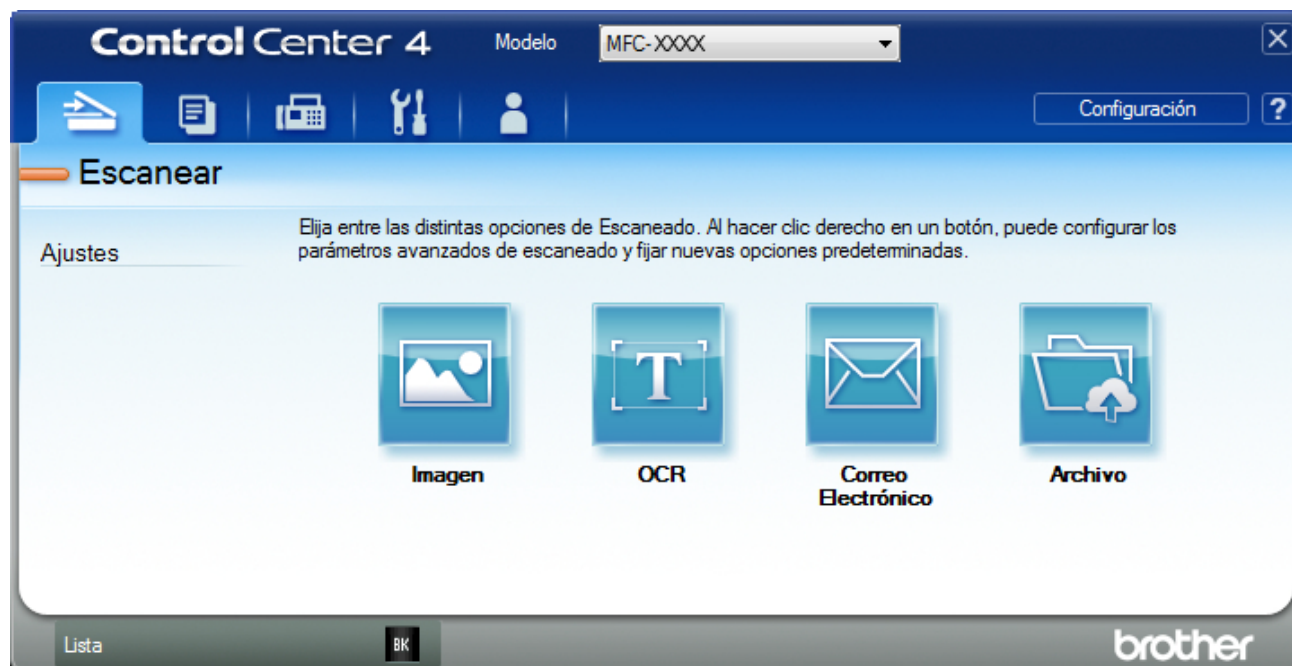 Control Center 4
Modelo
MFC-XXXX
Configuración
?
Escanear
Ajustes
Elija entre las distintas opciones de Escaneado. Al hacer clic derecho en un botón, puede configurar los
parámetros avanzados de escaneado y fijar nuevas opciones predeterminadas.
T
Imagen
OCR
Correo
Electrónico
Archivo
Lista
BK
brother